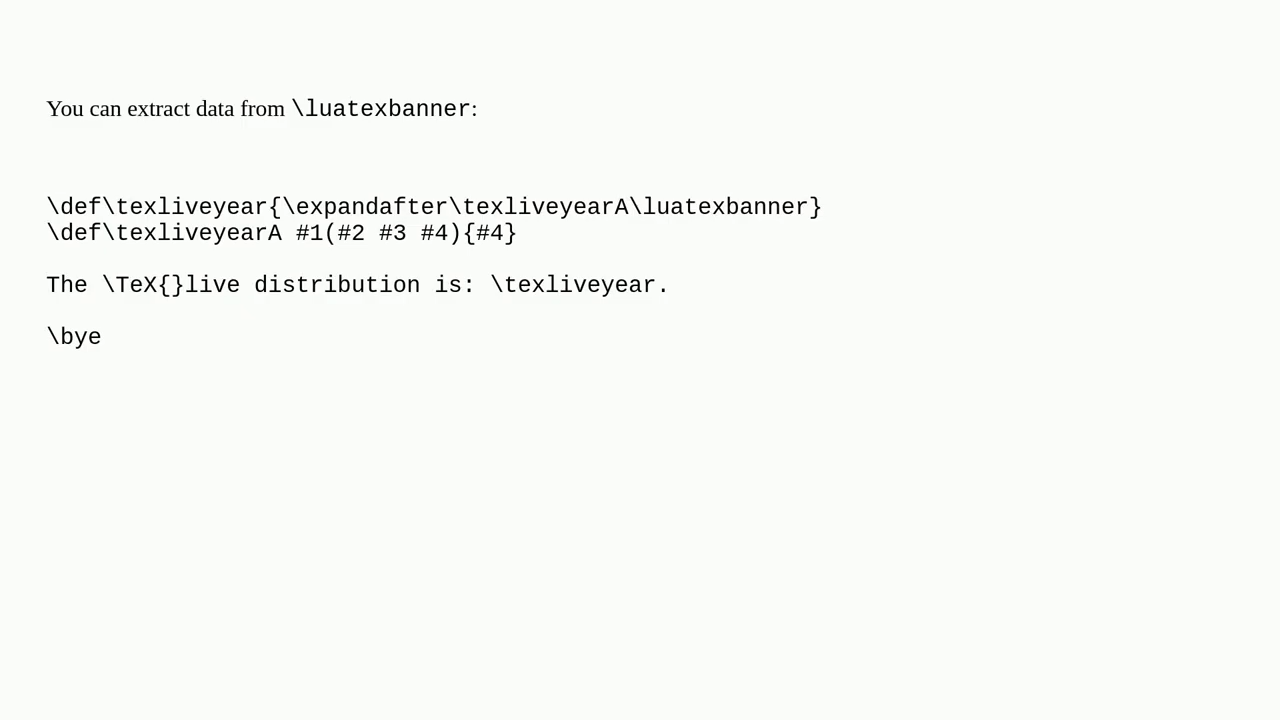 You can extract data from \luatexbanner:
\def\texliveyear{\expandafter\texliveyearA\luatexbanner}
\def\texliveyearA #1(#2 #3 #4){#4}
The \TeX{}live distribution is: \texliveyear.
\bye